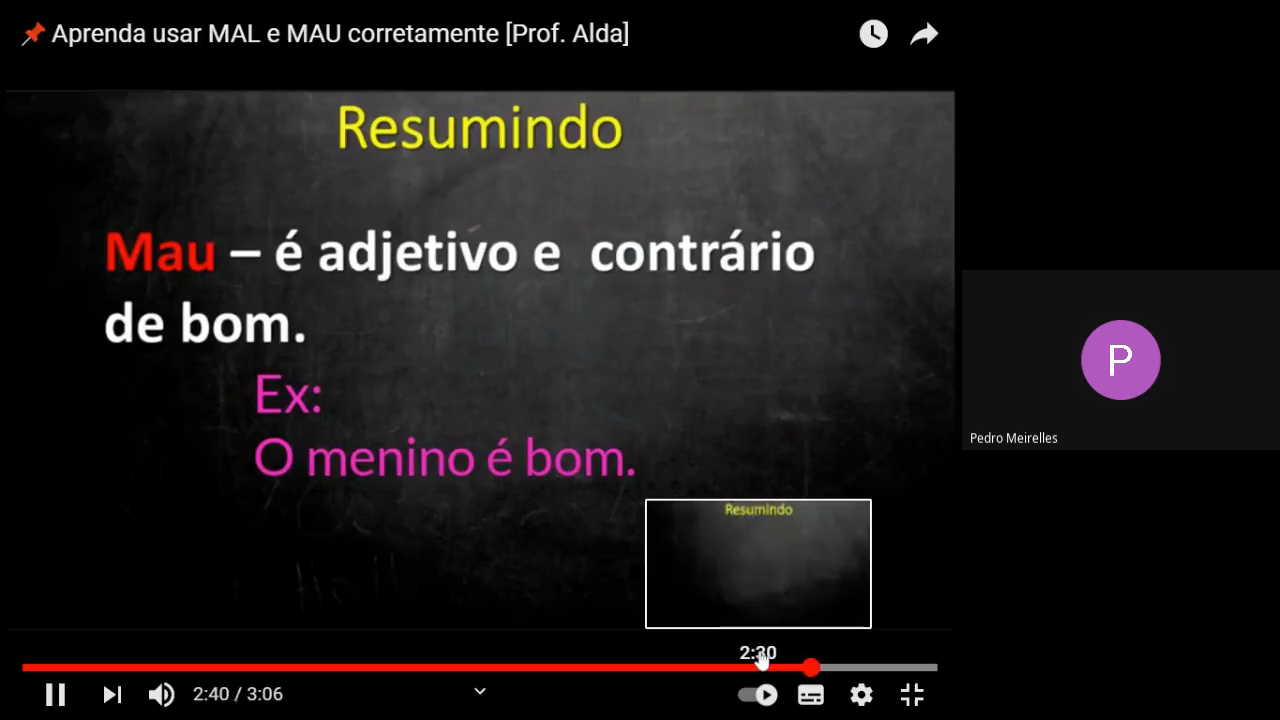 📌 Aprenda usar MAL e MAU corretamente [Prof. Alda]
Resumindo
Mau – é adjetivo e contrário
de bom.
Ex:
O menino é bom.
Resumindo
P
Pedro Meirelles
2:30
2:40 / 3:06